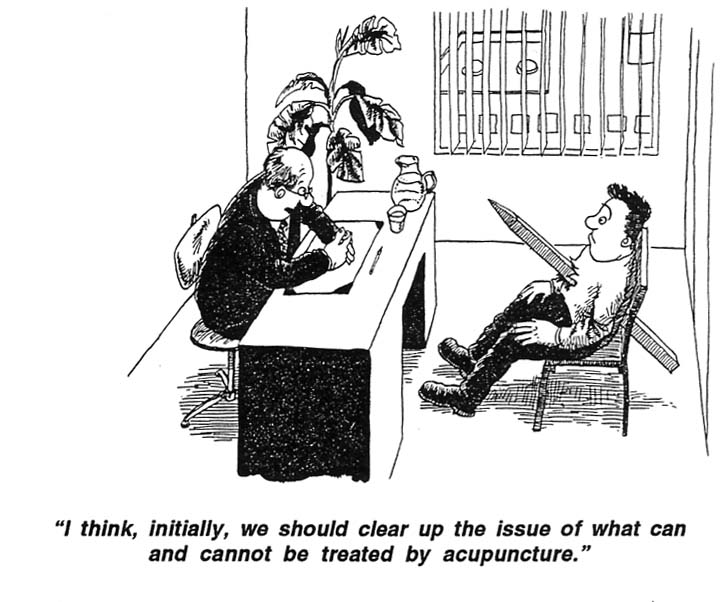 “I think, initially, we should clear up the issue of what can
and cannot be treated by acupuncture.”